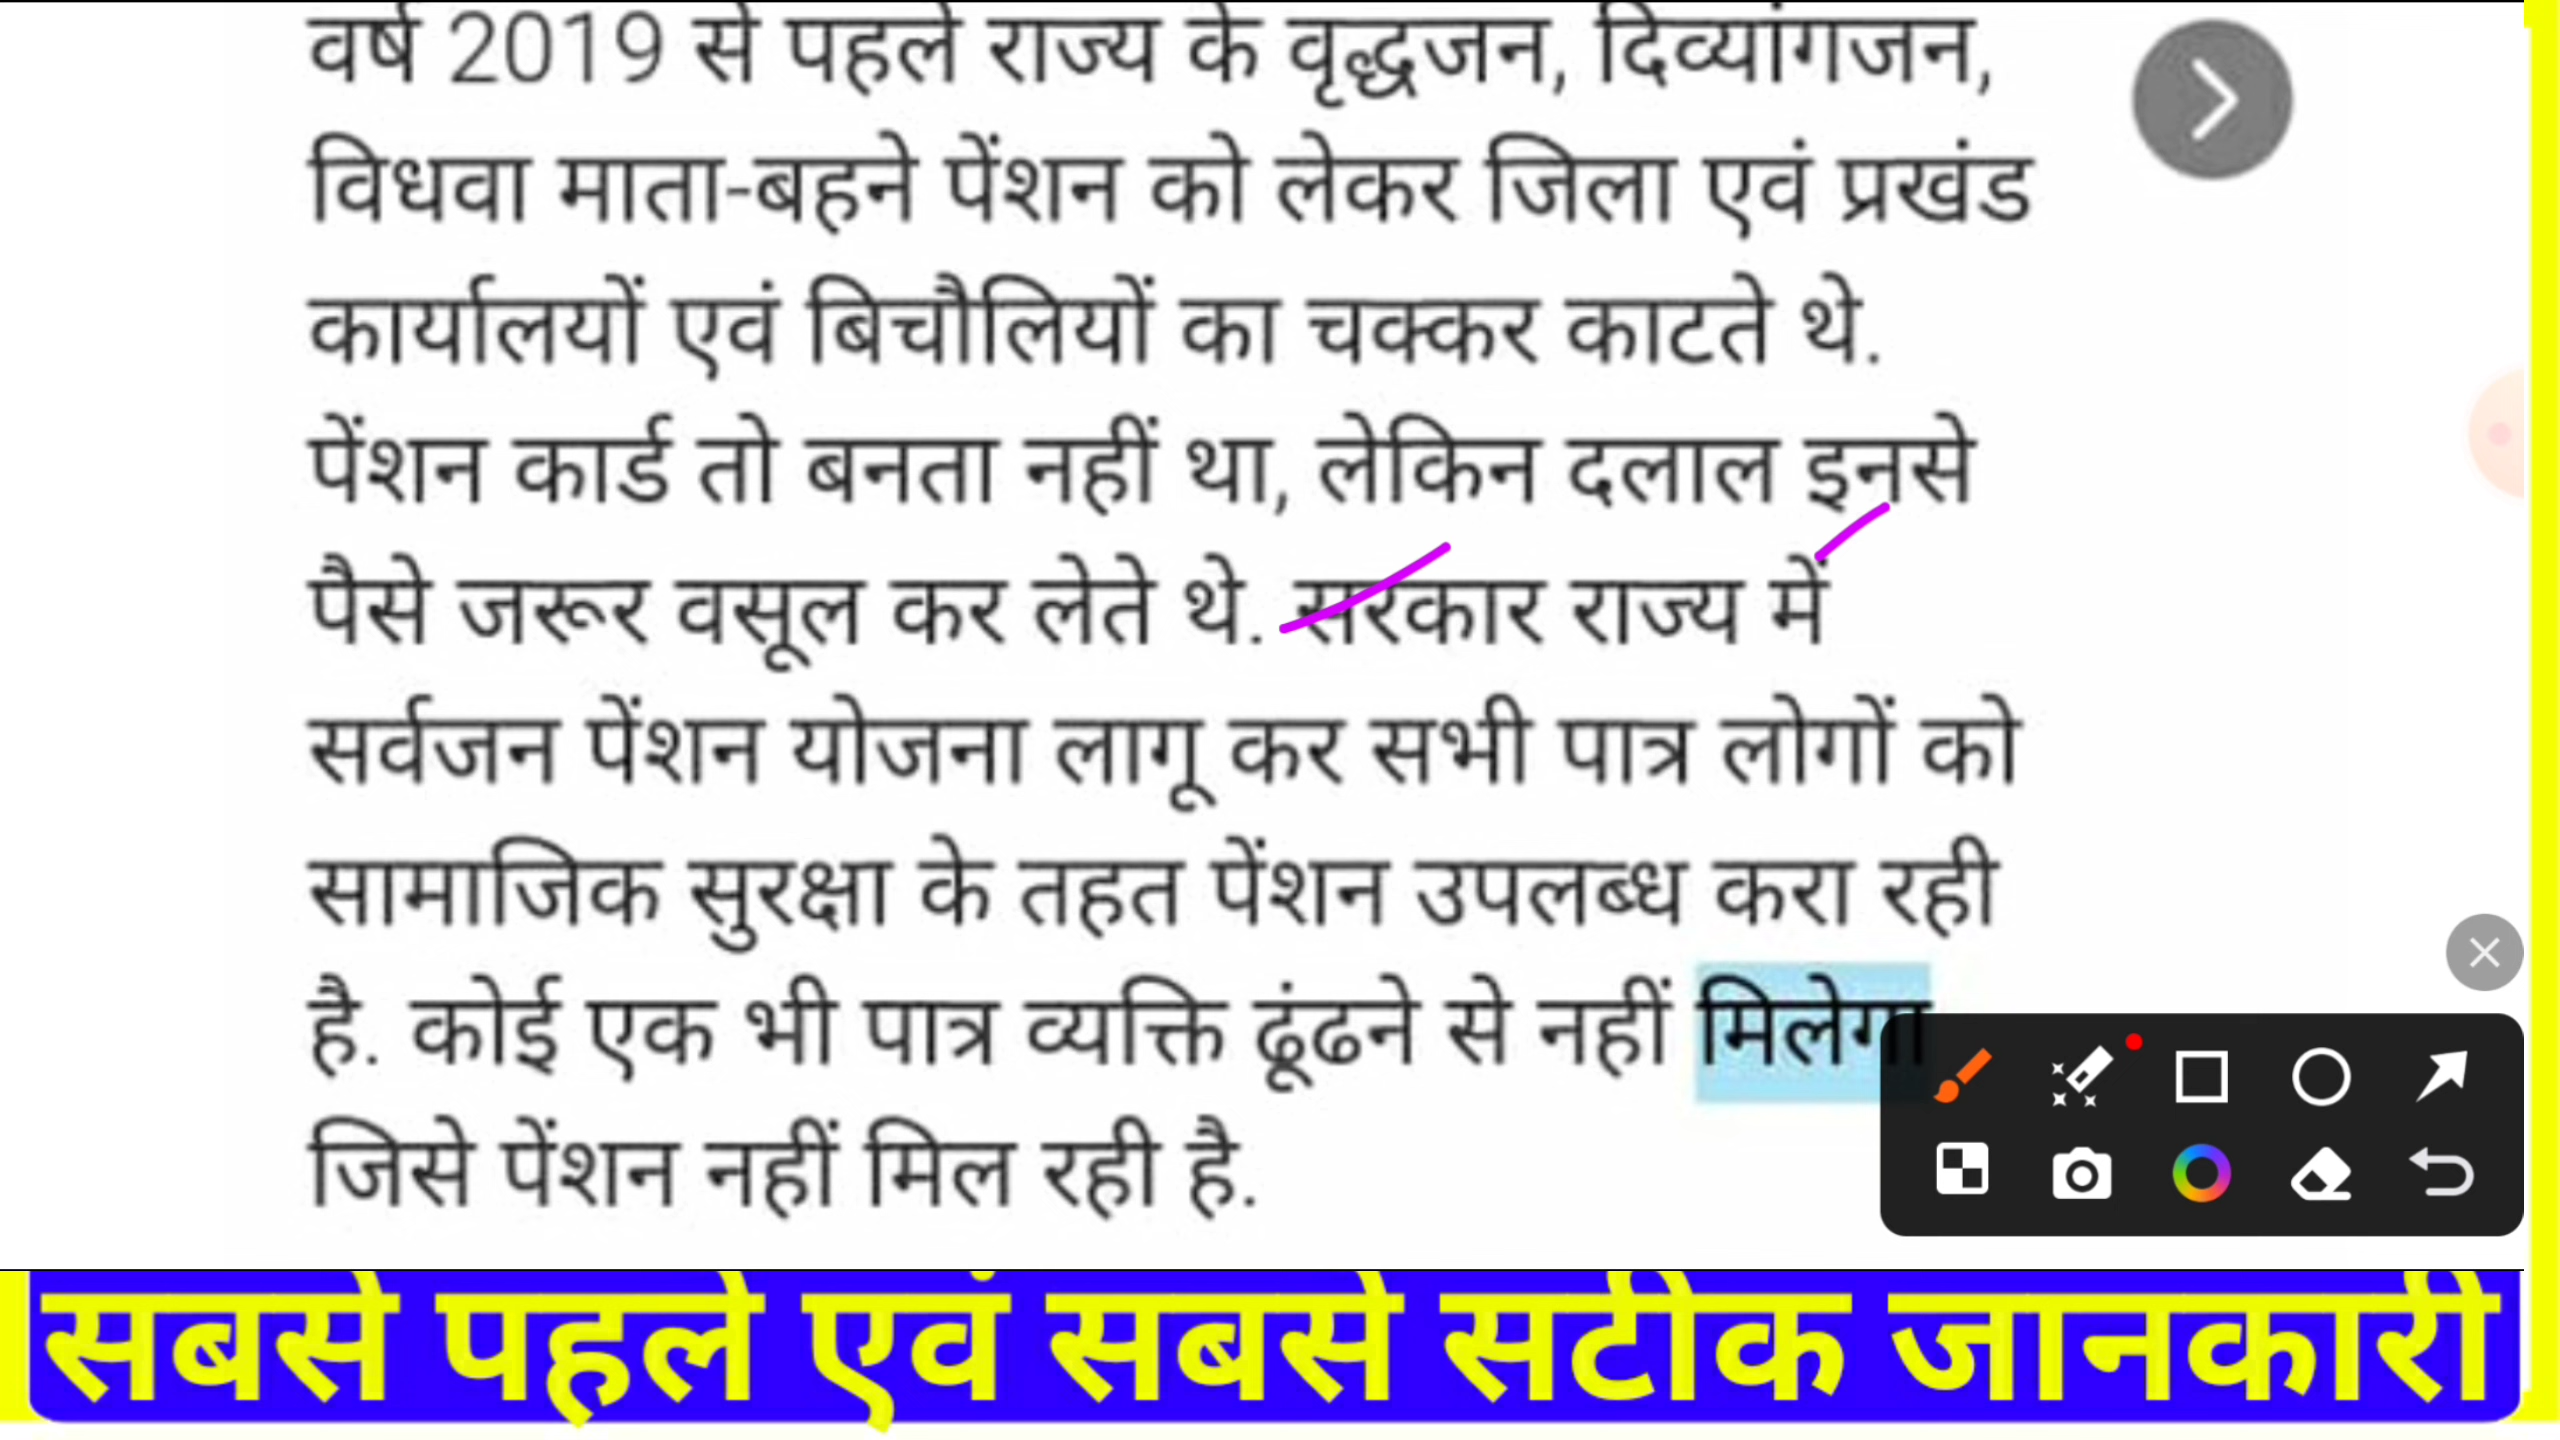 वर्ष 2019 से पहले राज्य के वृद्धजन, दिव्यांगजन,
विधवा माता-बहने पेंशन को लेकर जिला एवं प्रखंड
कार्यालयों एवं बिचौलियों का चक्कर काटते थे.
पेंशन कार्ड तो बनता नहीं था, लेकिन दलाल इनसे
पैसे जरूर वसूल कर लेते थे. सरकार राज्य में
सर्वजन पेंशन योजना लागू कर सभी पात्र लोगों को
सामाजिक सुरक्षा के तहत पेंशन उपलब्ध करा रही
है. कोई एक भी पात्र व्यक्ति ढूंढने से नहीं मिलेगा
जिसे पेंशन नहीं मिल रही है.
सबसे पहले एवं सबसे सटीक जानकारी